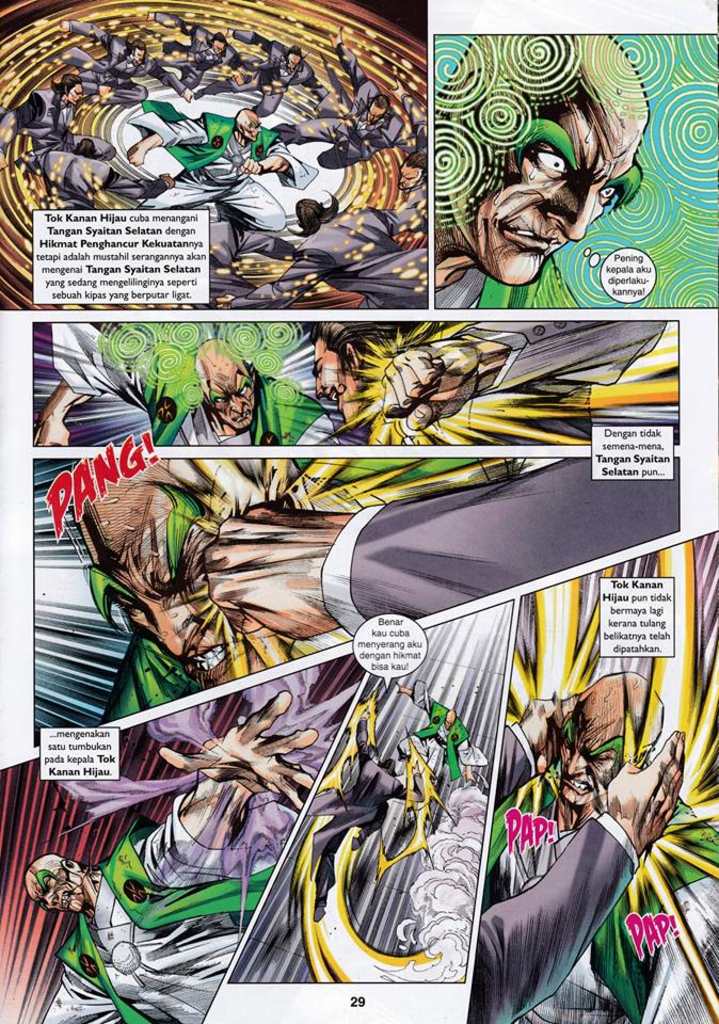 Tok Kanan Hijau cuba menangani
Tangan Syaitan Selatan dengan
Hikmat Penghancur Kekuatannya
tetapi adalah mustahil serangannya akan
mengenai Tangan Syaitan Selatan
yang mengelilinginya seperti
sebuah kipas yang berputar ligat.
Pening
kepala aku
diperlaku-
kannya!
Dengan tidak
semena-mena,
Tangan Syaitan
Selatan pun...
PANG!
...mengenakan
satu tumbukan
pada kepala Tok
Kanan Hijau.
Benar
kau cuba
menyerang aku
dengan hikmat
bisa kau!
Tok Kanan
Hijau pun tidak
bermaya lagi
kerana tulang
belikatnya telah
dipatahkan.
PAP!
PAP!
29